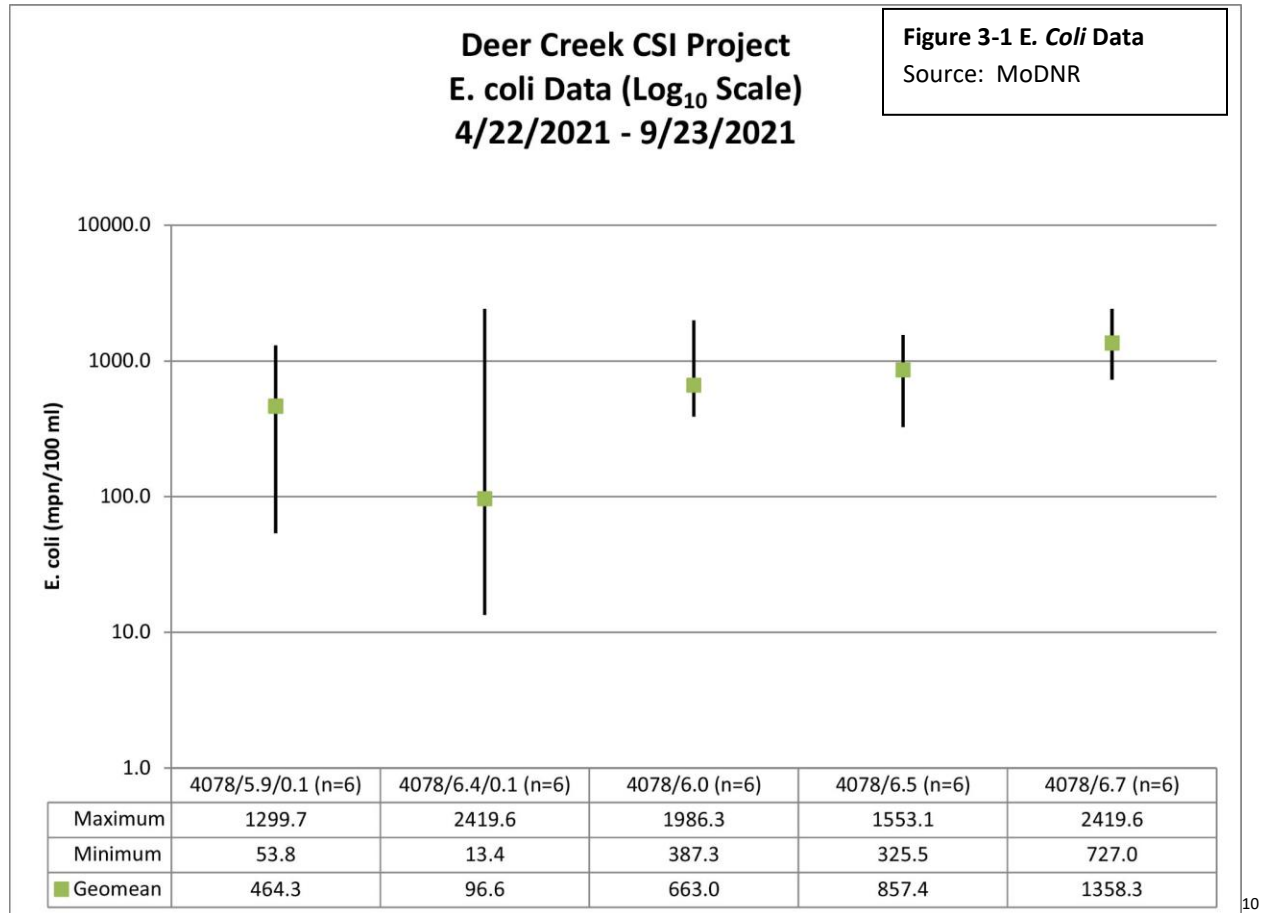 Deer Creek CSI Project
E. coli Data (Log₁₀ Scale)
4/22/2021 - 9/23/2021
Figure 3-1 E. Coli Data
Source: MoDNR
E. coli (mpn/100 ml)
10000.0
1000.0
100.0
10.0
1.0
4078/5.9/0.1 (n=6) 4078/6.4/0.1 (n=6) 4078/6.0 (n=6) 4078/6.5 (n=6) 4078/6.7 (n=6)
Maximum 1299.7 2419.6 1986.3 1553.1 2419.6
Minimum 53.8 13.4 387.3 325.5 727.0
Geomean 464.3 96.6 663.0 857.4 1358.3
10